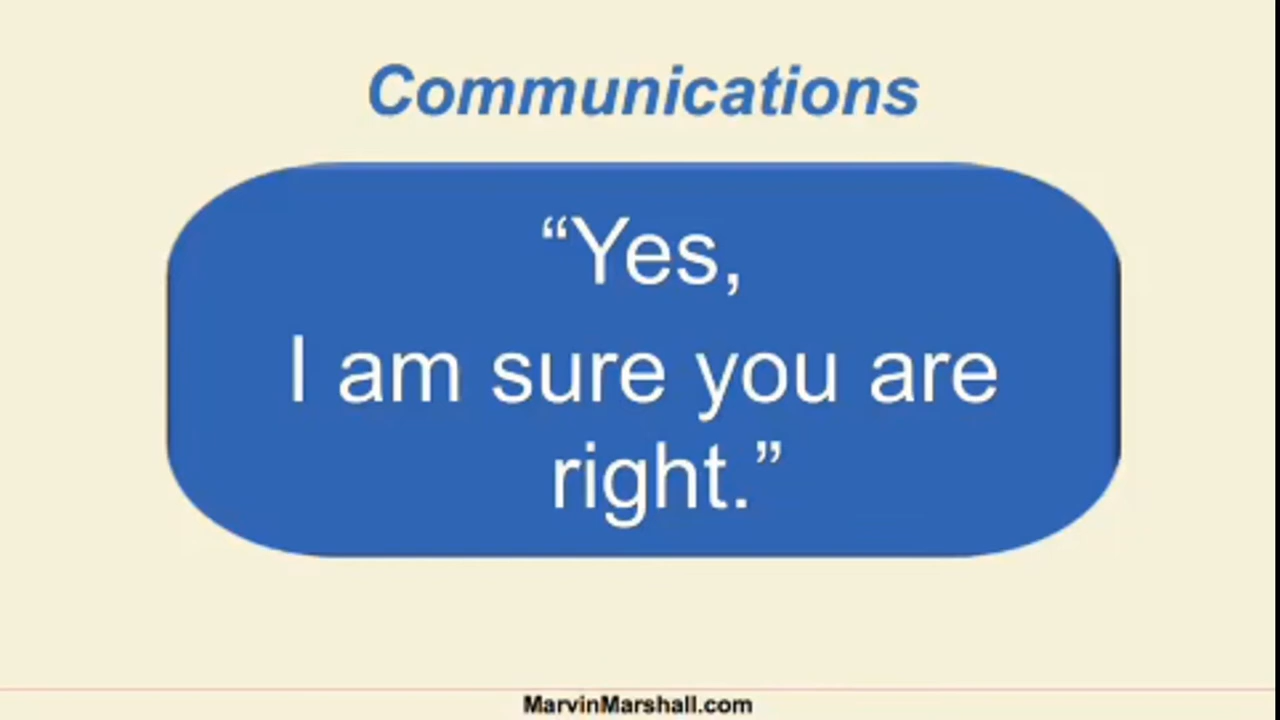 Communications
“Yes,
I am sure you are
right.”
MarvinMarshall.com